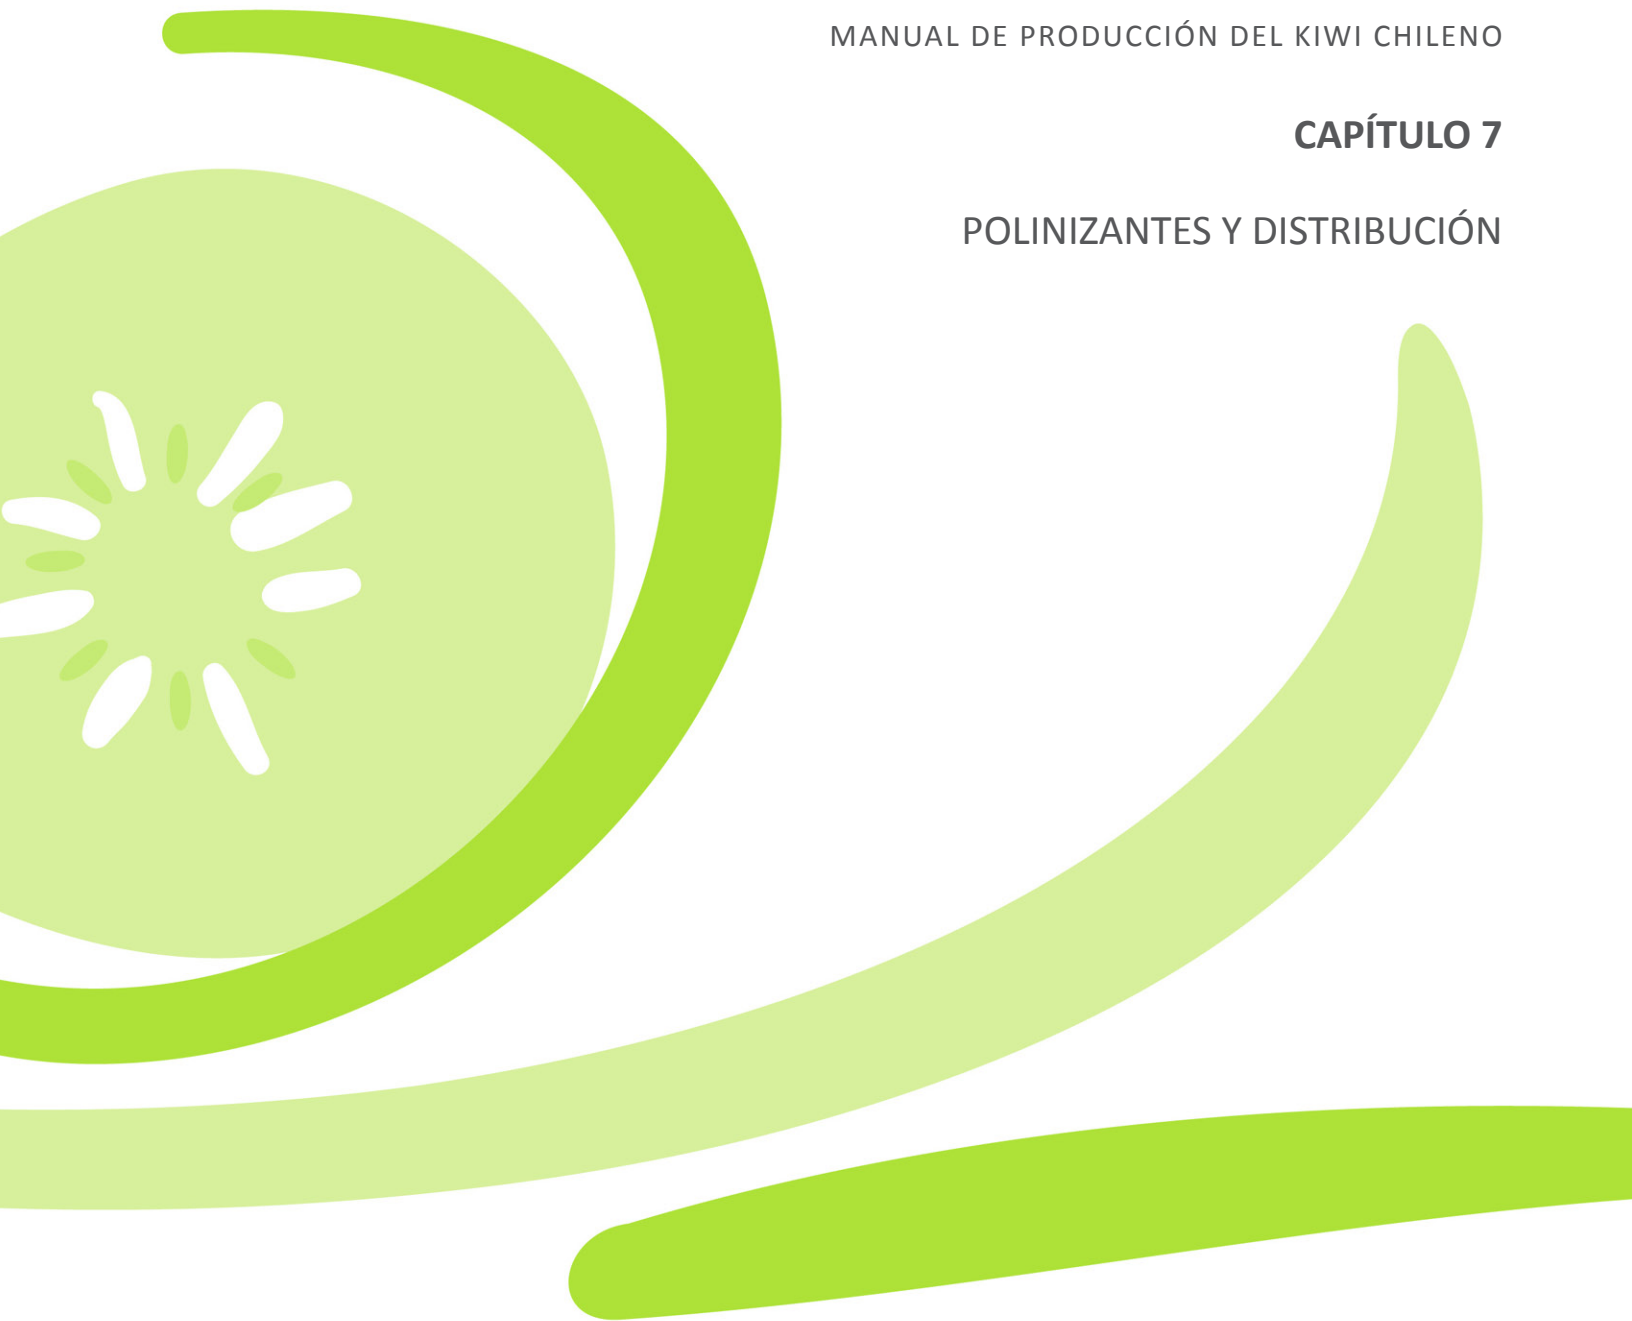 MANUAL DE PRODUCCIÓN DEL KIWI CHILENO
CAPÍTULO 7
POLINIZANTES Y DISTRIBUCIÓN